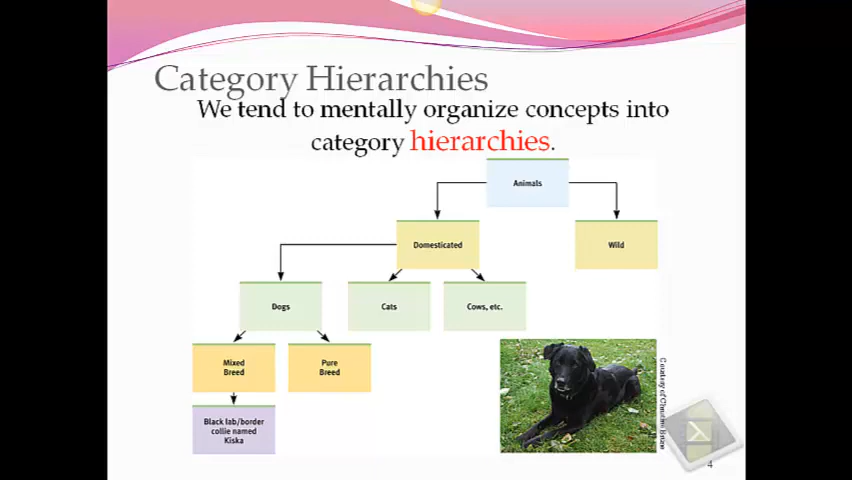 Category Hierarchies
We tend to mentally organize concepts into
category hierarchies.
Animals
Domesticated
Wild
Dogs
Cats
Cows, etc.
Mixed
Breed
Pure
Breed
Black lab/border
collie named
Kiska
Courtesy of Christine Brune
4